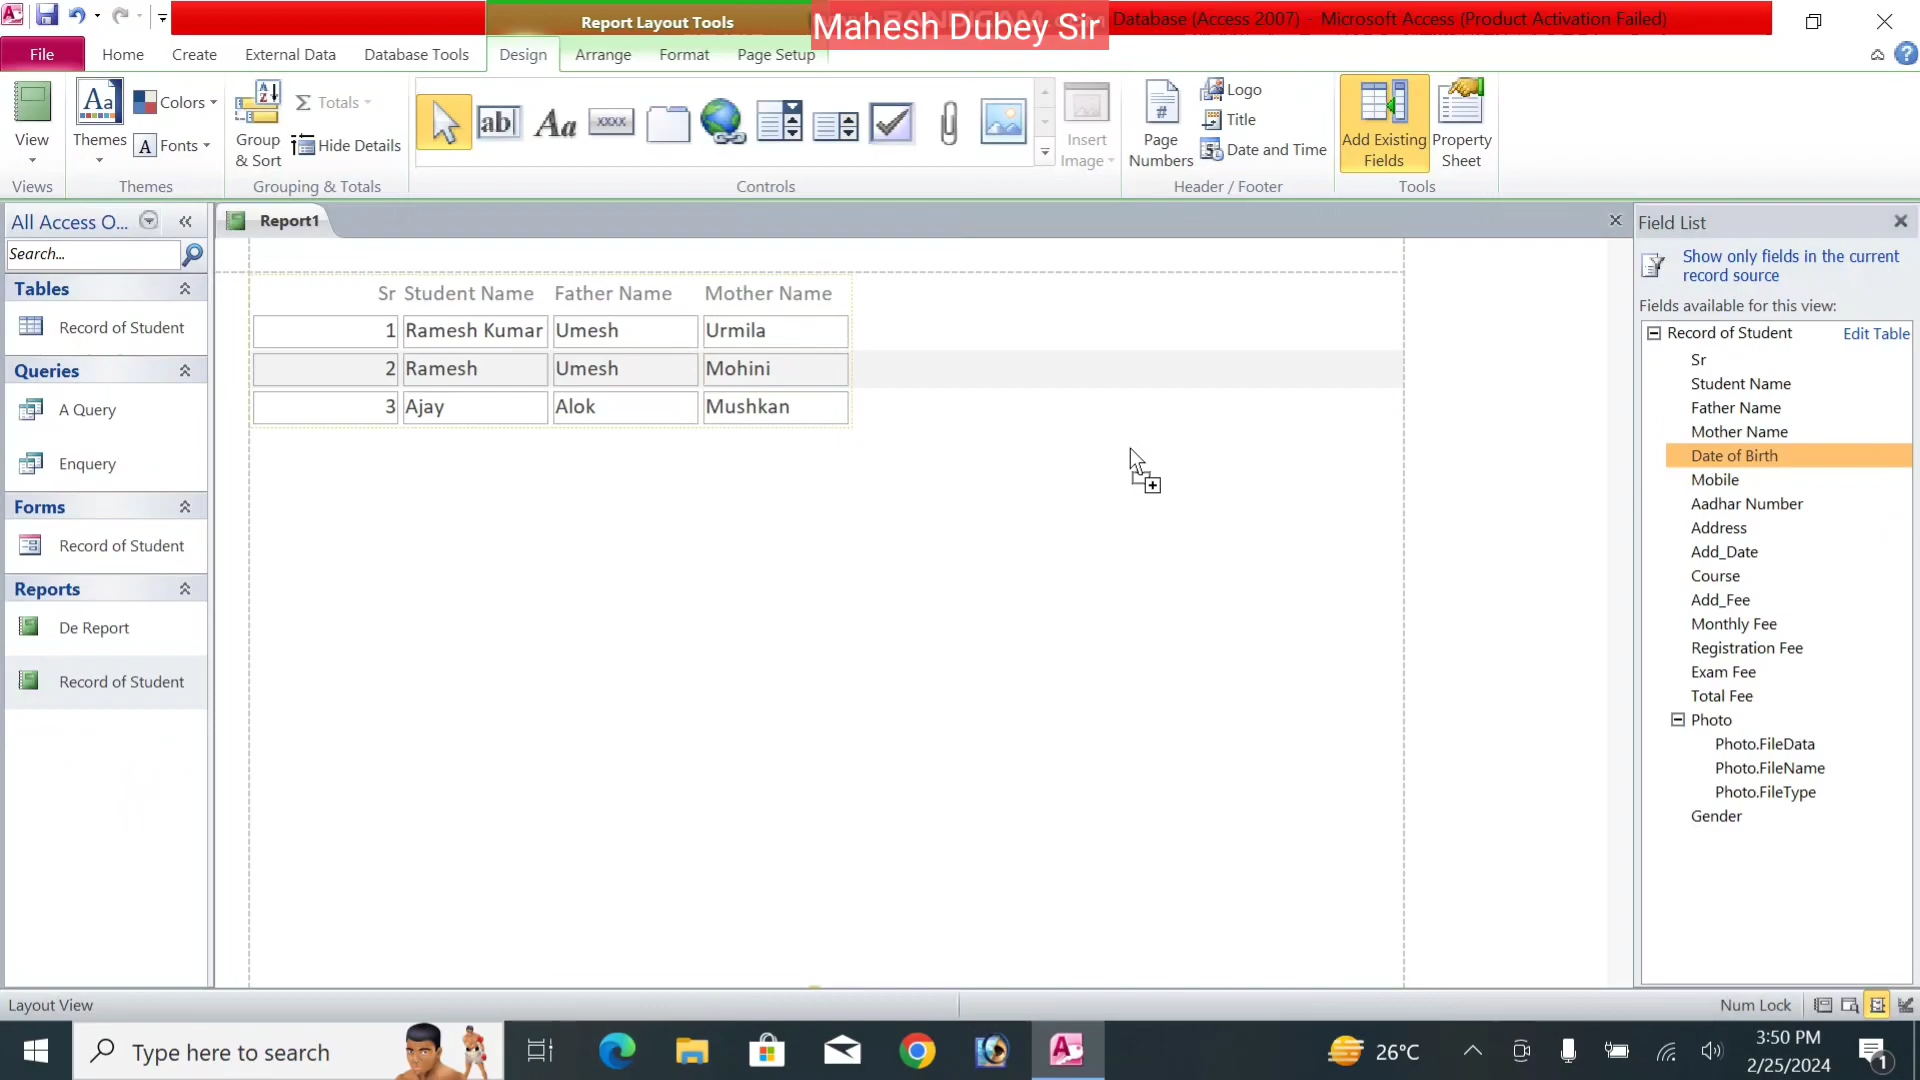 Report Layout Tools
Mahesh Dubey Sir
Database (Access 2007) - Microsoft Access (Product Activation Failed)
File
Home
Create
External Data
Database Tools
Design
Arrange
Format
Page Setup
View
Views
Aa
Themes
Colors
A Fonts
Themes
Group
& Sort
Σ Totals
Hide Details
Grouping & Totals
ab
Aa
XXXX
Controls
Insert
Image
Page
Numbers
Logo
Title
Date and Time
Header / Footer
Add Existing
Fields
Property
Sheet
Tools
All Access O...
Search...
Tables
Record of Student
Queries
A Query
Enquery
Forms
Record of Student
Reports
De Report
Record of Student
Report1
Sr Student Name Father Name Mother Name
1 Ramesh Kumar Umesh Urmila
2 Ramesh Umesh Mohini
3 Ajay Alok Mushkan
Field List
Show only fields in the current
record source
Fields available for this view:
Record of Student Edit Table
Sr
Student Name
Father Name
Mother Name
Date of Birth
Mobile
Aadhar Number
Address
Add_Date
Course
Add_Fee
Monthly Fee
Registration Fee
Exam Fee
Total Fee
Photo
Photo.FileData
Photo.FileName
Photo.FileType
Gender
Layout View
Num Lock
Type here to search
26°C
3:50 PM
2/25/2024
1